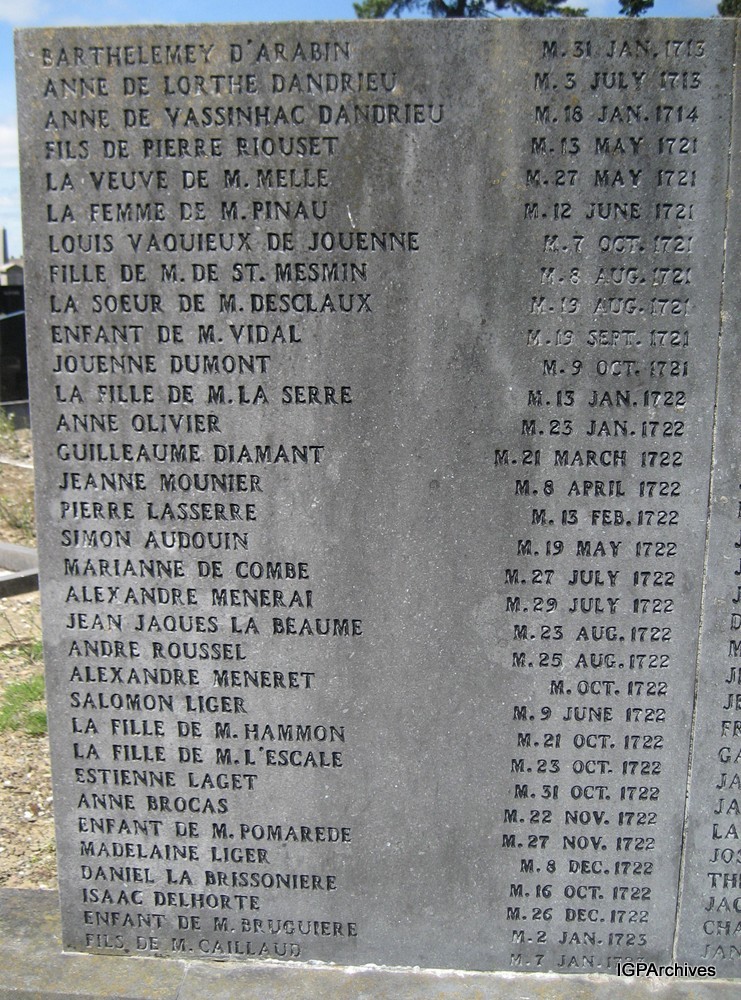 BARTHELEMEY D'ARABIN M. 31 JAN. 1713
ANNE DE LORTHE DANDRIEU M. 3 JULY 1713
ANNE DE VASSINHAC DANDRIEU M. 18 JAN. 1714
FILS DE PIERRE RIOUSET M. 13 MAY 1721
LA VEUVE DE M. MELLE M. 27 MAY 1721
LA FEMME DE M. PINAU M. 12 JUNE 1721
LOUIS VAQUIEUX DE JOUENNE M. 7 OCT. 1721
FILLE DE M. DE ST. MESMIN M. 8 AUG. 1721
LA SOEUR DE M. DESCLAUX M. 19 AUG. 1721
ENFANT DE M. VIDAL M. 19 SEPT. 1721
JOUENNE DUMONT M. 9 OCT. 1721
LA FILLE DE M. LA SERRE M. 13 JAN. 1722
ANNE OLIVIER M. 23 JAN. 1722
GUILLEAUME DIAMANT M. 21 MARCH 1722
JEANNE MOUNIER M. 8 APRIL 1722
PIERRE LASSERRE M. 13 FEB. 1722
SIMON AUDOUIN M. 19 MAY 1722
MARIANNE DE COMBE M. 27 JULY 1722
ALEXANDRE MENERAI M. 29 JULY 1722
JEAN JAQUES LA BEAUME M. 23 AUG. 1722
ANDRE ROUSSEL M. 25 AUG. 1722
ALEXANDRE MENERET M. OCT. 1722
SALOMON LIGER M. 9 JUNE 1722
LA FILLE DE M. HAMMON M. 21 OCT. 1722
LA FILLE DE M. L'ESCALE M. 23 OCT. 1722
ESTIENNE LAGET M. 31 OCT. 1722
ANNE BROCAS M. 22 NOV. 1722
ENFANT DE M. POMAREDE M. 27 NOV. 1722
MADELAINE LIGER M. 8 DEC. 1722
DANIEL LA BRISSONIERE M. 16 OCT. 1722
ISAAC DELHORTE M. 26 DEC. 1722
ENFANT DE M. BRUGUIERE M. 2 JAN. 1723
FILS DE M. CAILLAUD M. 7 JAN.
IGPArchives